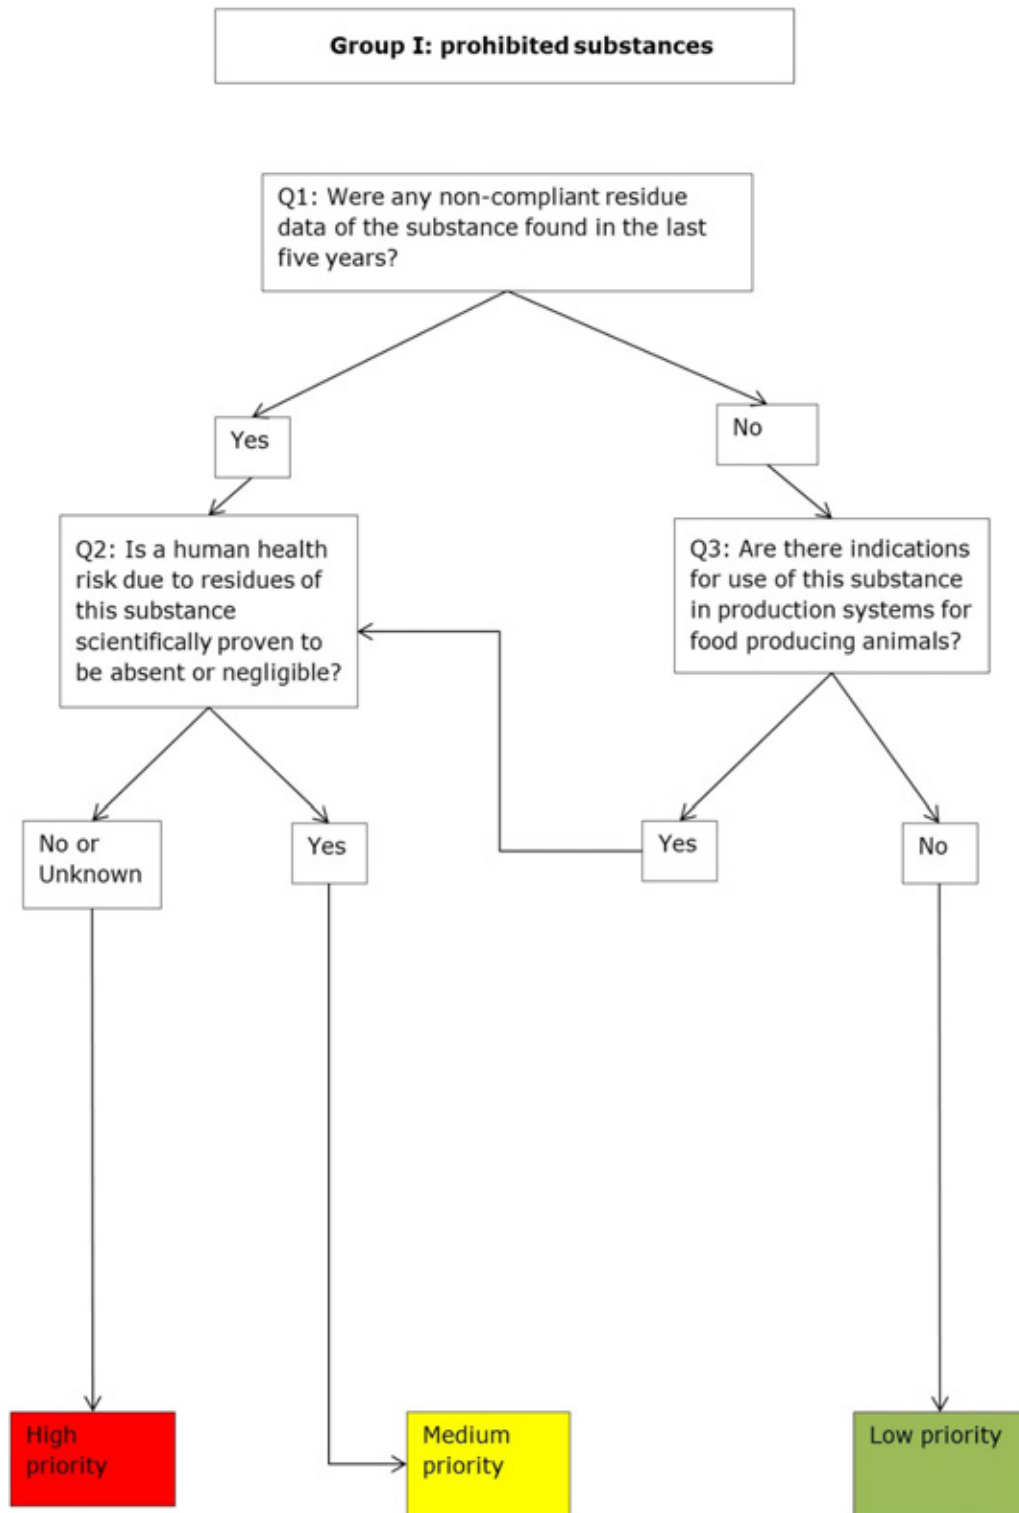 Group I: prohibited substances
Q1: Were any non-compliant residue
data of the substance found in the last
five years?
Yes
No
Q2: Is a human health
risk due to residues of
this substance
scientifically proven to
be absent or negligible?
Q3: Are there indications
for use of this substance
in production systems for
food producing animals?
No or
Unknown
Yes
Yes
No
High
priority
Medium
priority
Low priority